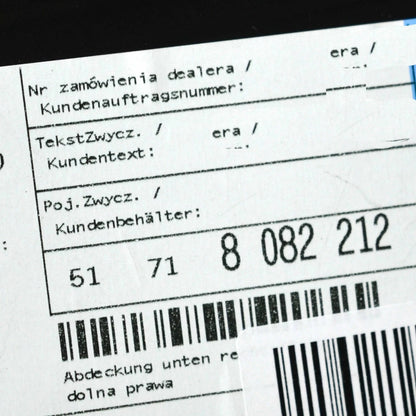 era /
Nr zamówienia dealera /
Kundenauftragsnummer:
TekstZwycz. / era /
Kundentext:
Poj.Zwycz. /
Kundenbehälter:
51 71 8 082 212
Abdeckung unten
dolna prawa